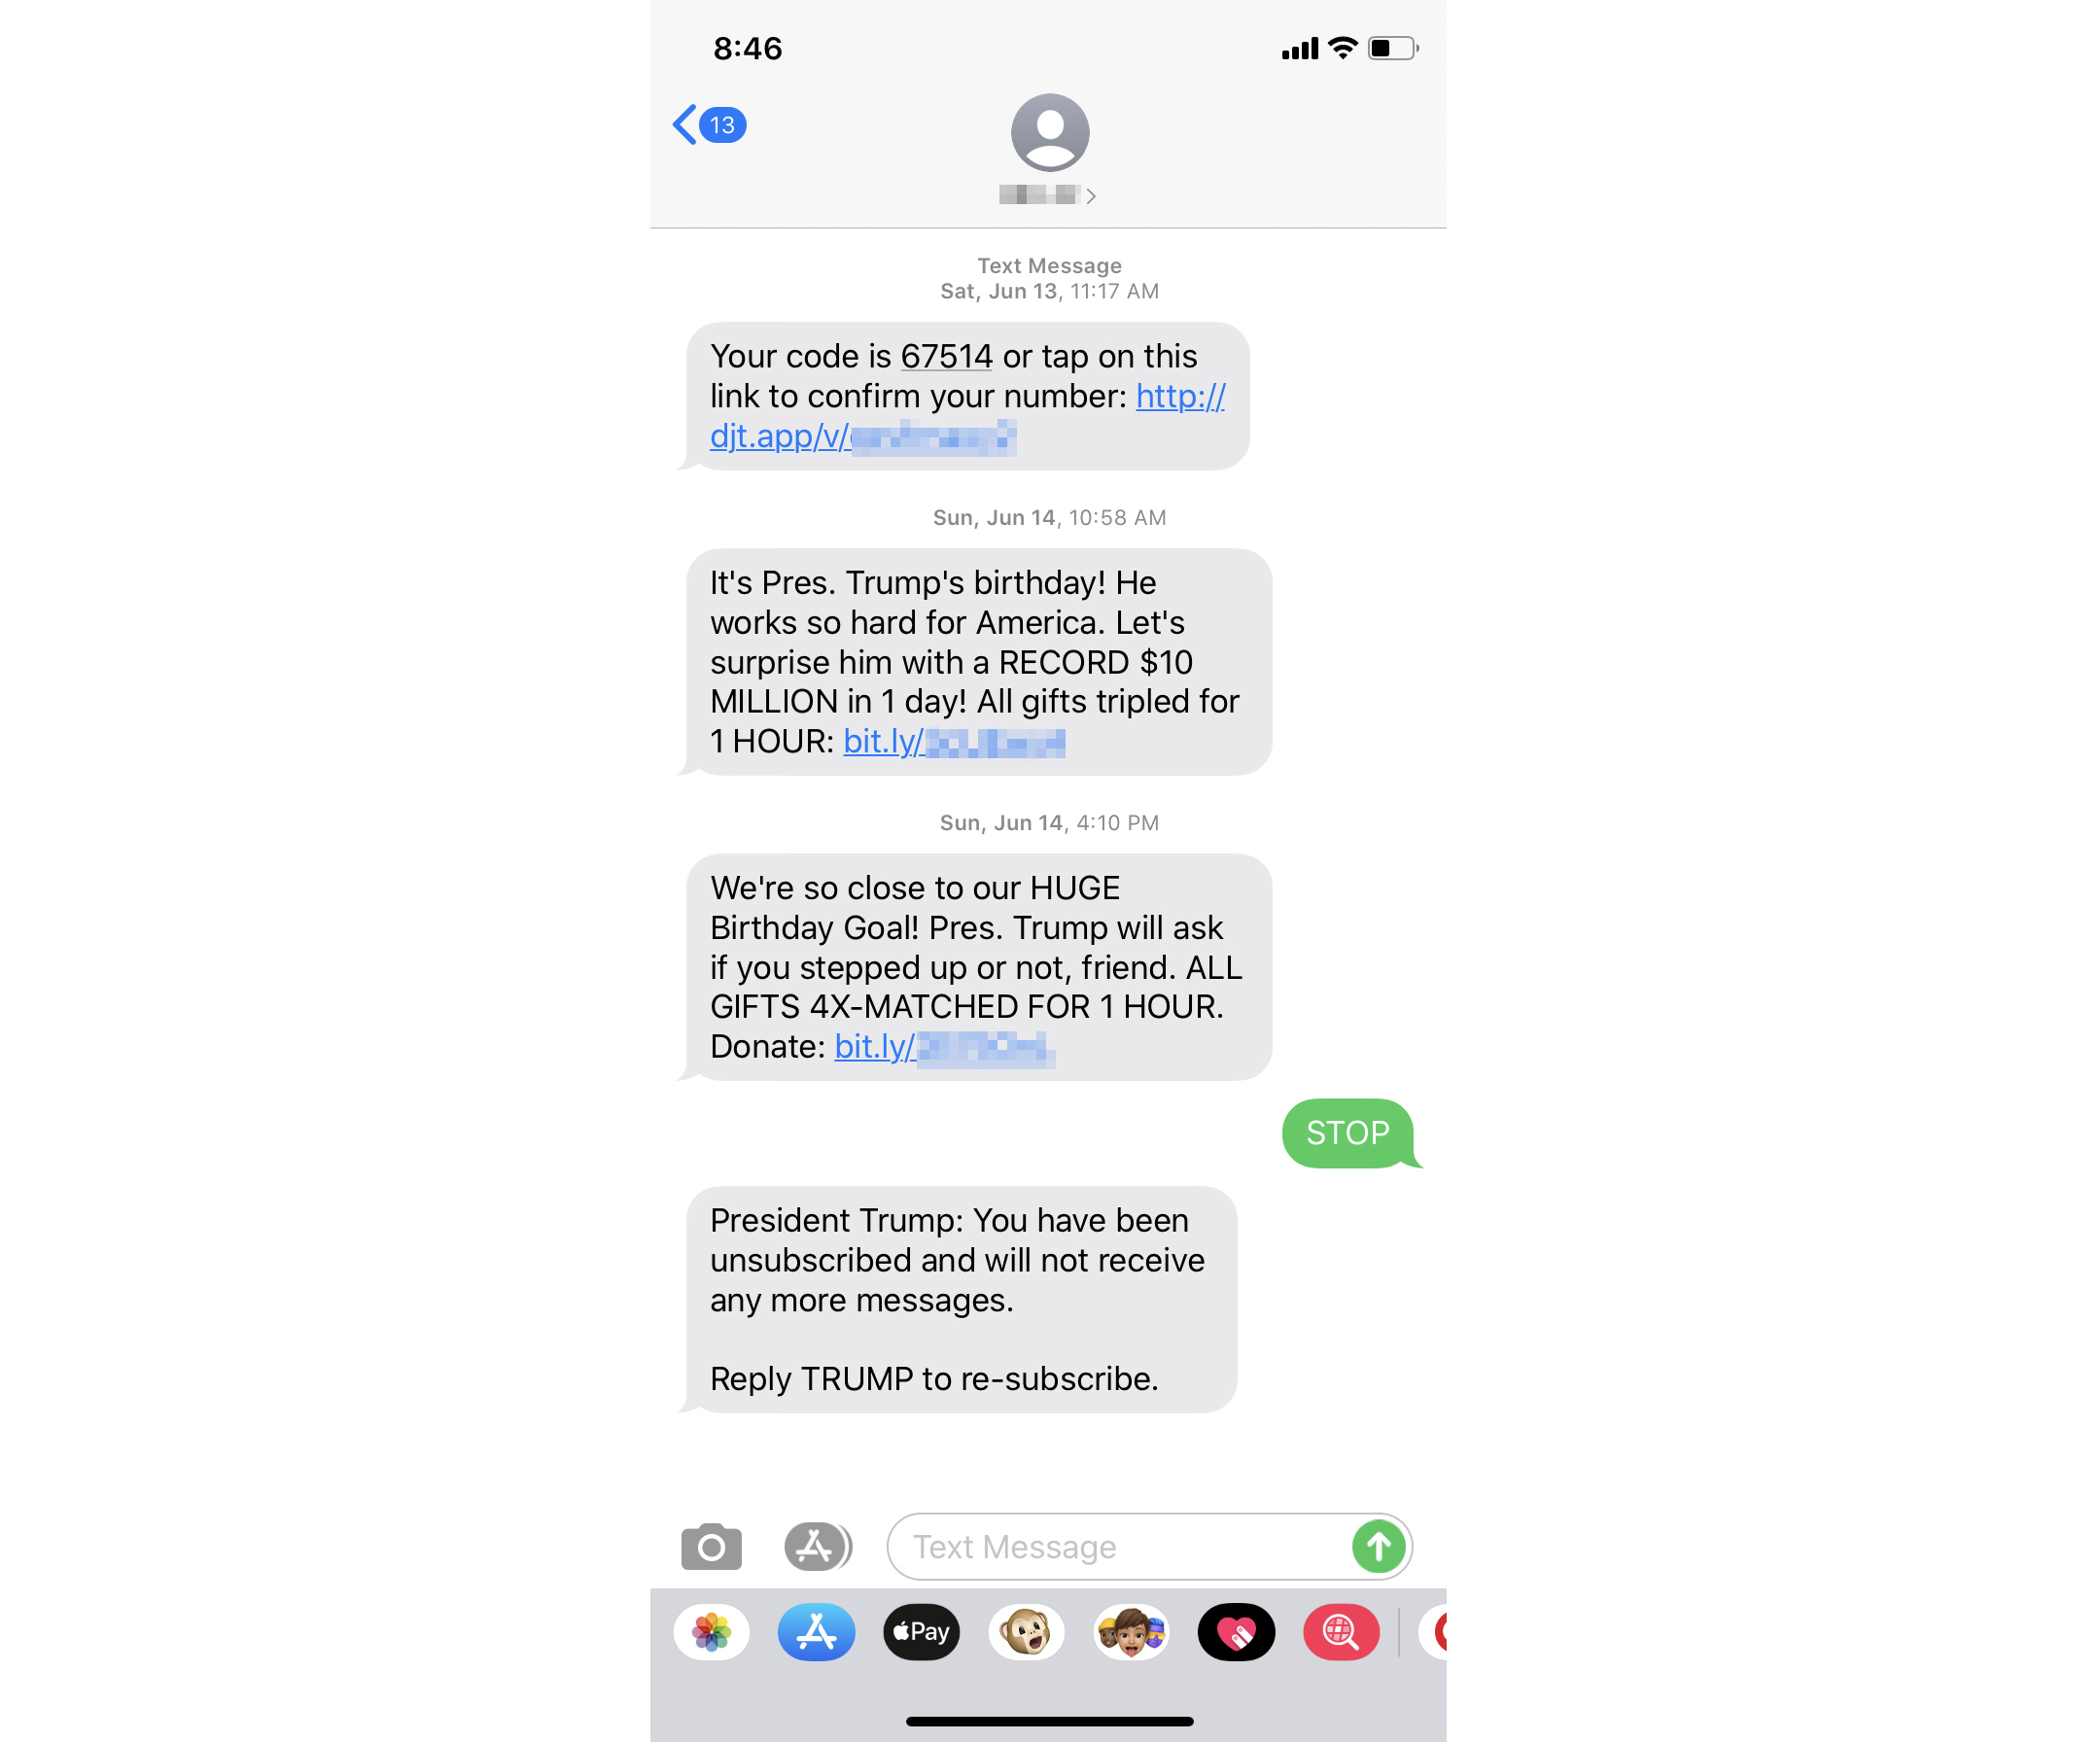 8:46
13
Text Message
Sat, Jun 13, 11:17 AM
Your code is 67514 or tap on this
link to confirm your number: http://
djt.app/v/
Sun, Jun 14, 10:58 AM
It's Pres. Trump's birthday! He
works so hard for America. Let's
surprise him with a RECORD $10
MILLION in 1 day! All gifts tripled for
1 HOUR: bit.ly/
Sun, Jun 14, 4:10 PM
We're so close to our HUGE
Birthday Goal! Pres. Trump will ask
if you stepped up or not, friend. ALL
GIFTS 4X-MATCHED FOR 1 HOUR.
Donate: bit.ly/
STOP
President Trump: You have been
unsubscribed and will not receive
any more messages.
Reply TRUMP to re-subscribe.
Text Message
Pay